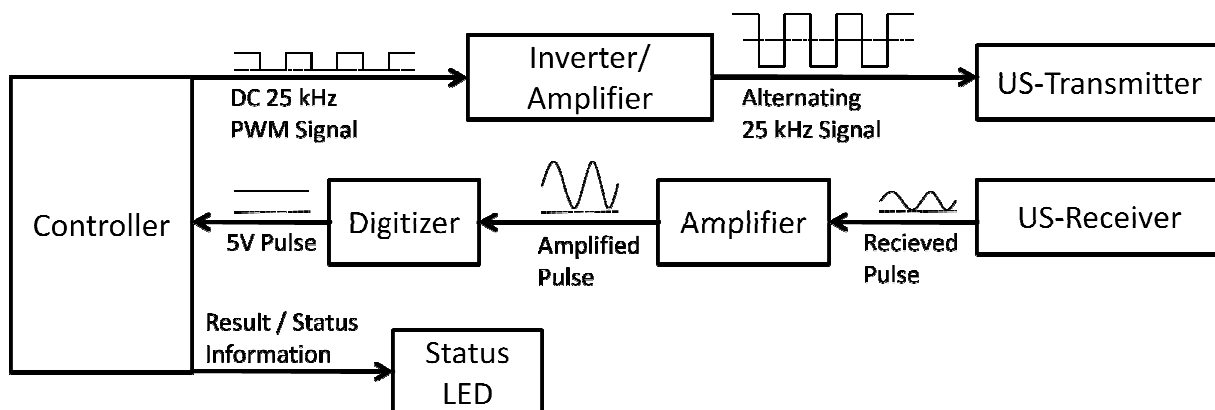 Inverter/
Amplifier
US-Transmitter
DC 25 kHz
PWM Signal
Alternating
25 kHz Signal
Controller
Digitizer
Amplifier
US-Receiver
5V Pulse
Amplified
Pulse
Recieved
Pulse
Result / Status
Information
Status
LED